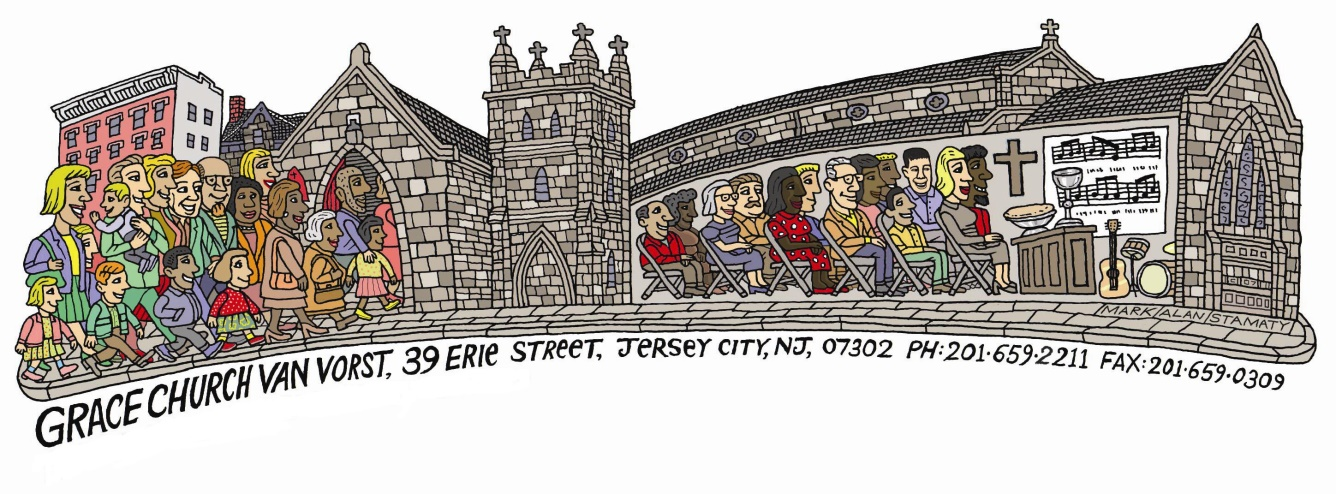 MARK ALAN STAMATY
GRACE CHURCH VAN VORST, 39 ERIE STREET, JERSEY CITY, NJ, 07302 PH:201·659·2211 FAX:201·659·0309